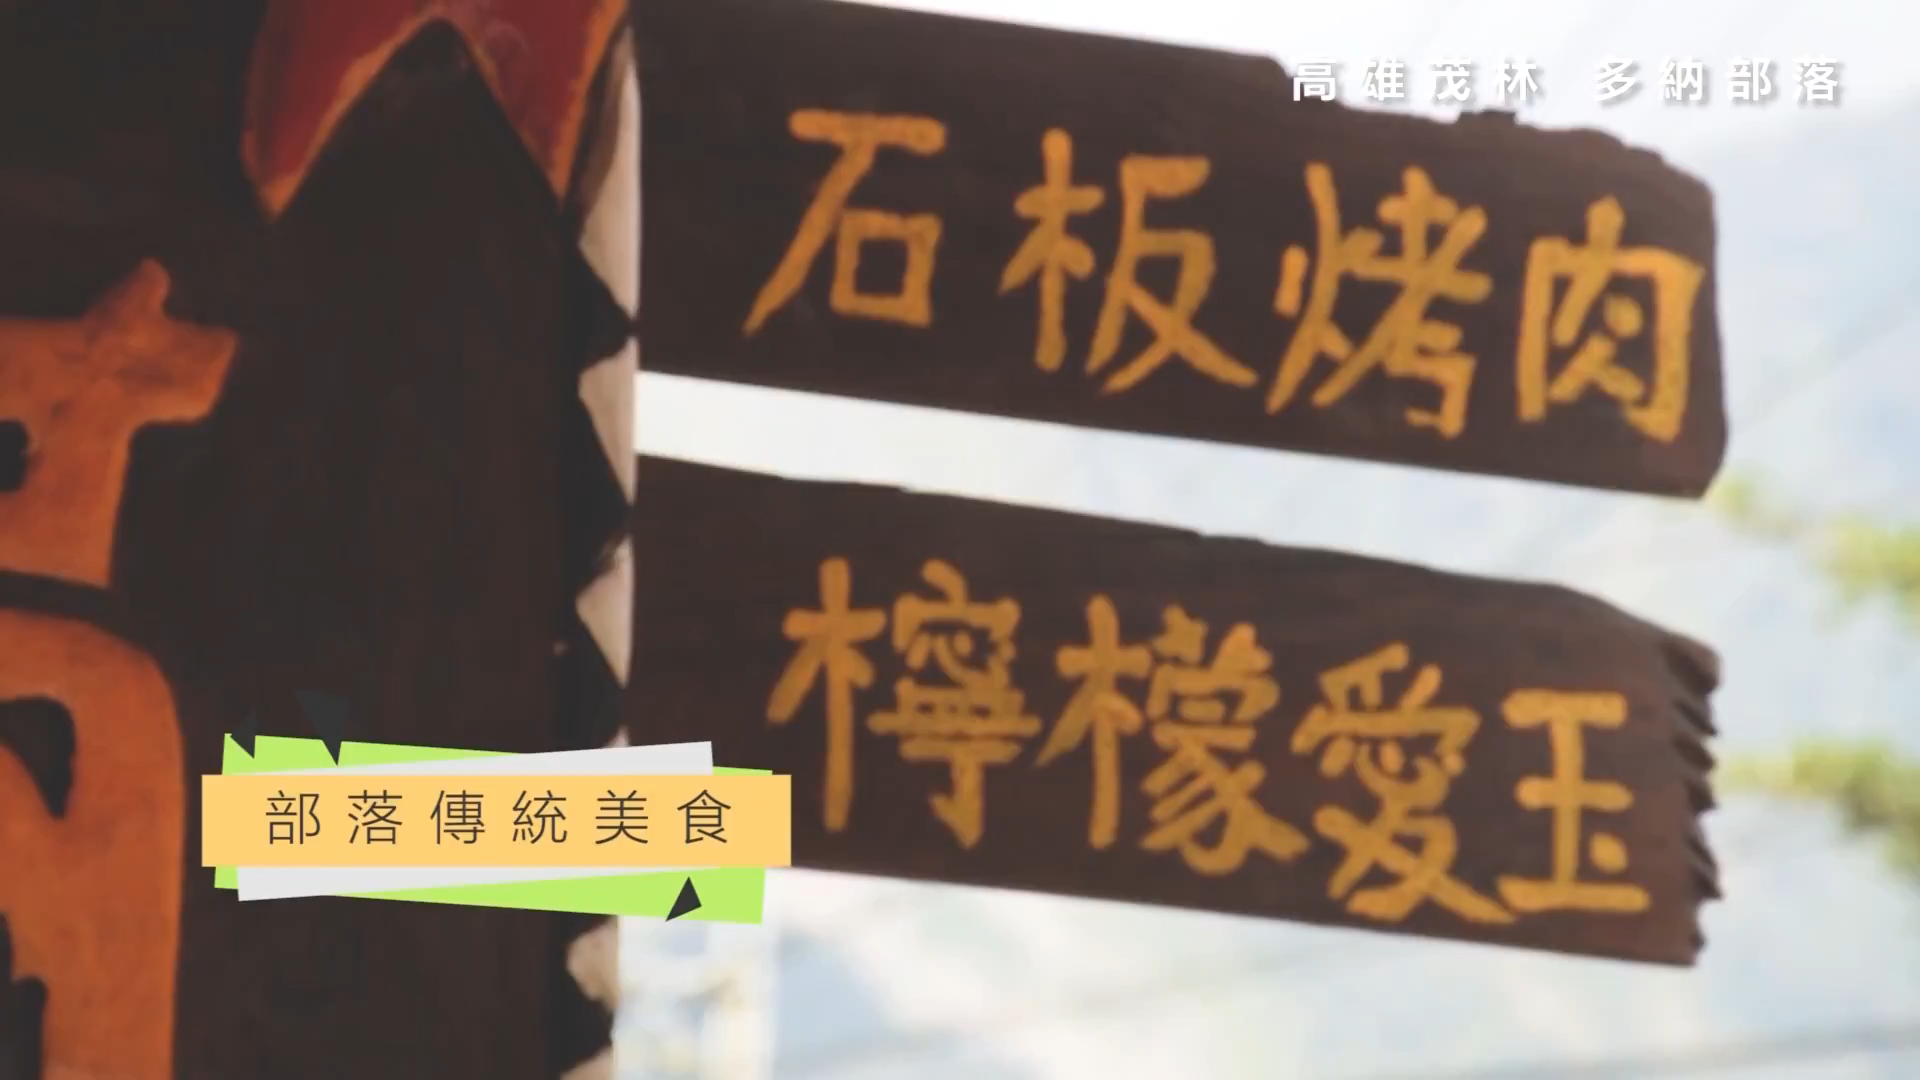 高雄茂林 多納部落
石板烤肉
檸檬愛玉
部落傳統美食